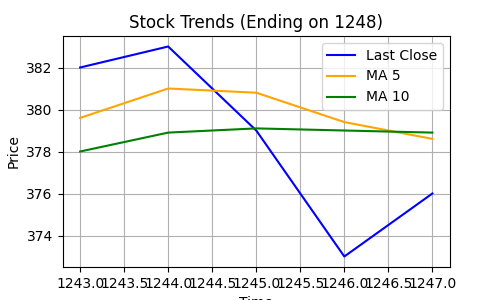 Stock Trends (Ending on 1248)
Last Close
MA 5
MA 10
382
380
378
376
374
Price
1243.0 1243.5 1244.0 1244.5 1245.0 1245.5 1246.0 1246.5 1247.0
Time